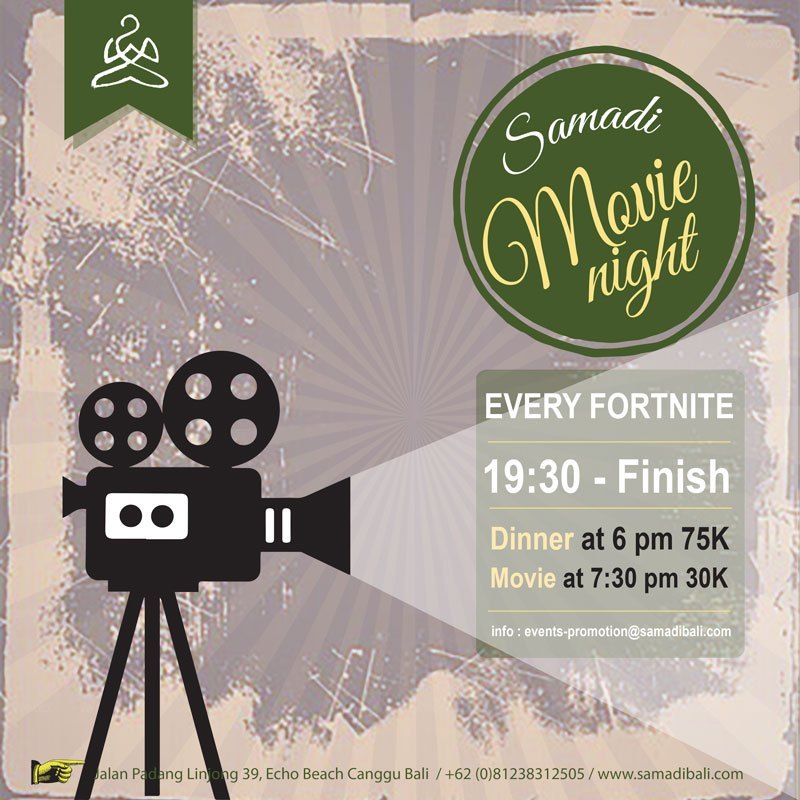 Samadi
Movie
night
EVERY FORTNITE
19:30 - Finish
Dinner at 6 pm 75K
Movie at 7:30 pm 30K
info : events-promotion@samadibali.com
Jalan Padang Linjong 39, Echo Beach Canggu Bali / +62 (0)81238312505 / www.samadibali.com